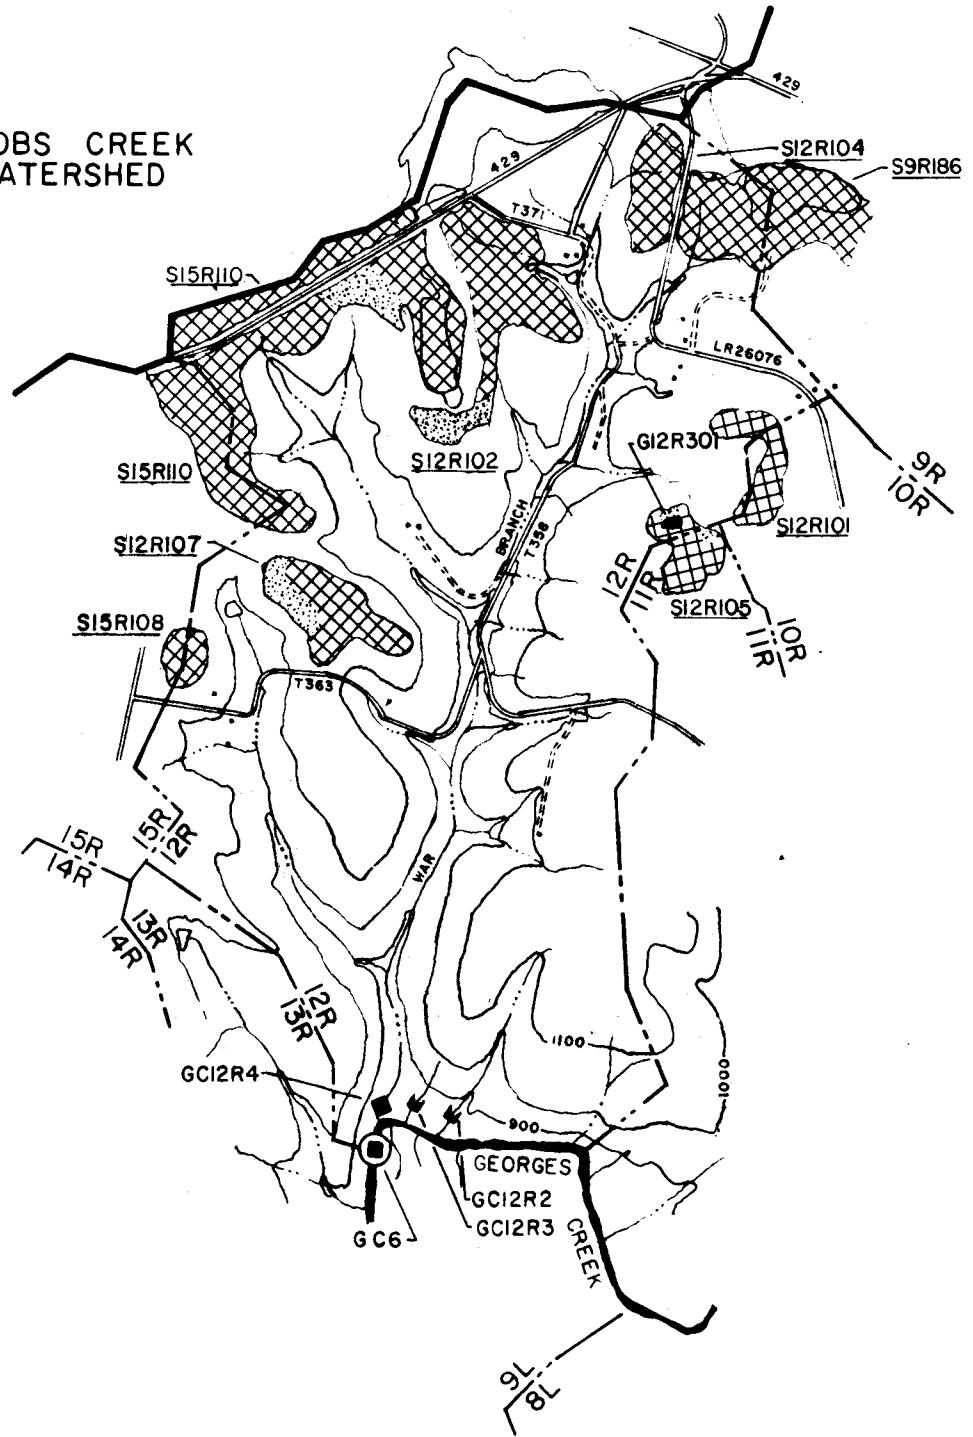 OBS CREEK
ATERSHED
429
429
S12R104
S9R186
T371
S15R110
LR26076
G12R301
S12R102
S15R110
9R
10R
S12R101
BRANCH
T358
S12R107
12R
11R
S12R105
S15R108
10R
11R
T363
15R
12R
15R
14R
WAR
13R
14R
12R
13R
1100
1000
GC12R4
900
GEORGES
GC12R2
GC12R3
GC6
CREEK
9L
8L